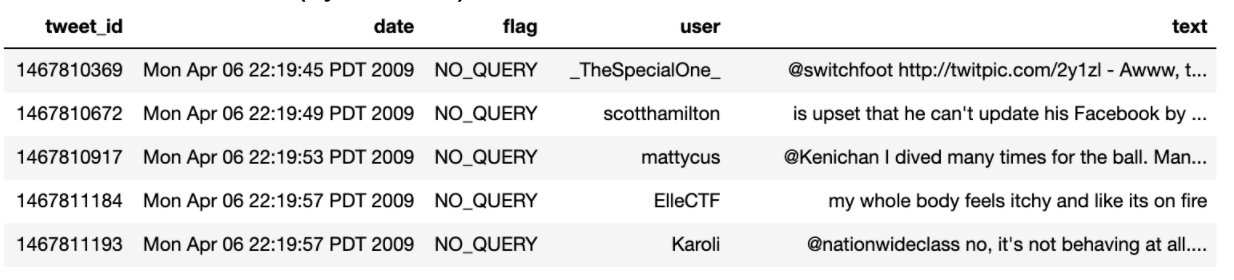 tweet_id date flag user text
1467810369 Mon Apr 06 22:19:45 PDT 2009 NO_QUERY _TheSpecialOne_ @switchfoot http://twitpic.com/2y1zl - Awww, t...
1467810672 Mon Apr 06 22:19:49 PDT 2009 NO_QUERY scotthamilton is upset that he can't update his Facebook by ...
1467810917 Mon Apr 06 22:19:53 PDT 2009 NO_QUERY mattycus @Kenichan I dived many times for the ball. Man...
1467811184 Mon Apr 06 22:19:57 PDT 2009 NO_QUERY ElleCTF my whole body feels itchy and like its on fire
1467811193 Mon Apr 06 22:19:57 PDT 2009 NO_QUERY Karoli @nationwideclass no, it's not behaving at all....